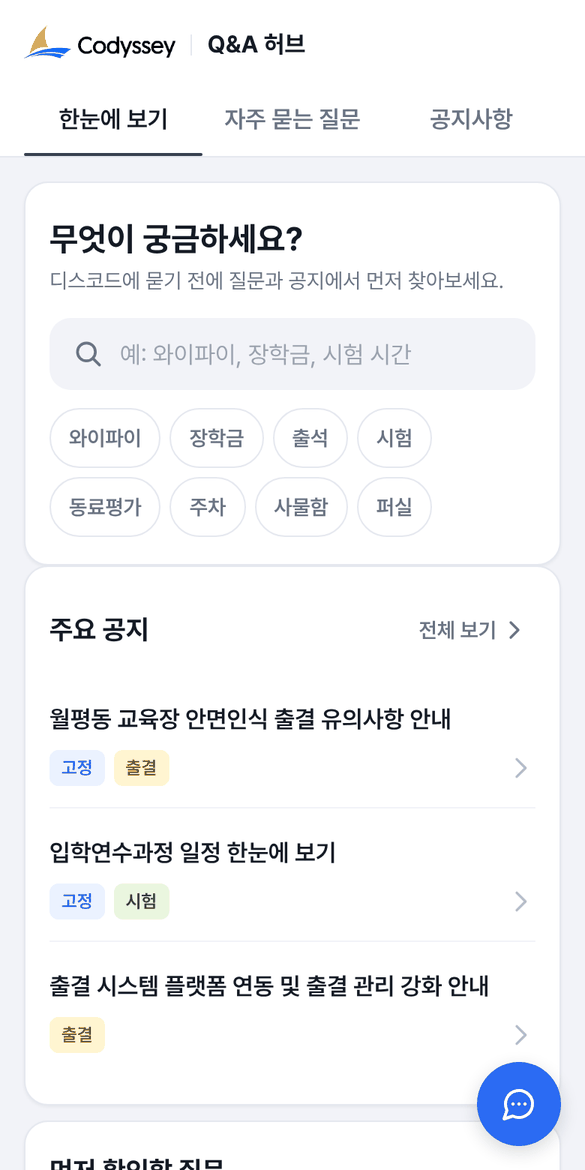 Codyssey
Q&A 허브
한눈에 보기 자주 묻는 질문 공지사항
무엇이 궁금하세요?
디스코드에 묻기 전에 질문과 공지에서 먼저 찾아보세요.
예: 와이파이, 장학금, 시험 시간
와이파이 장학금 출석 시험
동료평가 주차 사물함 퍼실
주요 공지 전체 보기
월평동 교육장 안면인식 출결 유의사항 안내
고정 출결
입학연수과정 일정 한눈에 보기
고정 시험
출결 시스템 플랫폼 연동 및 출결 관리 강화 안내
출결
먼저 확인할 질문